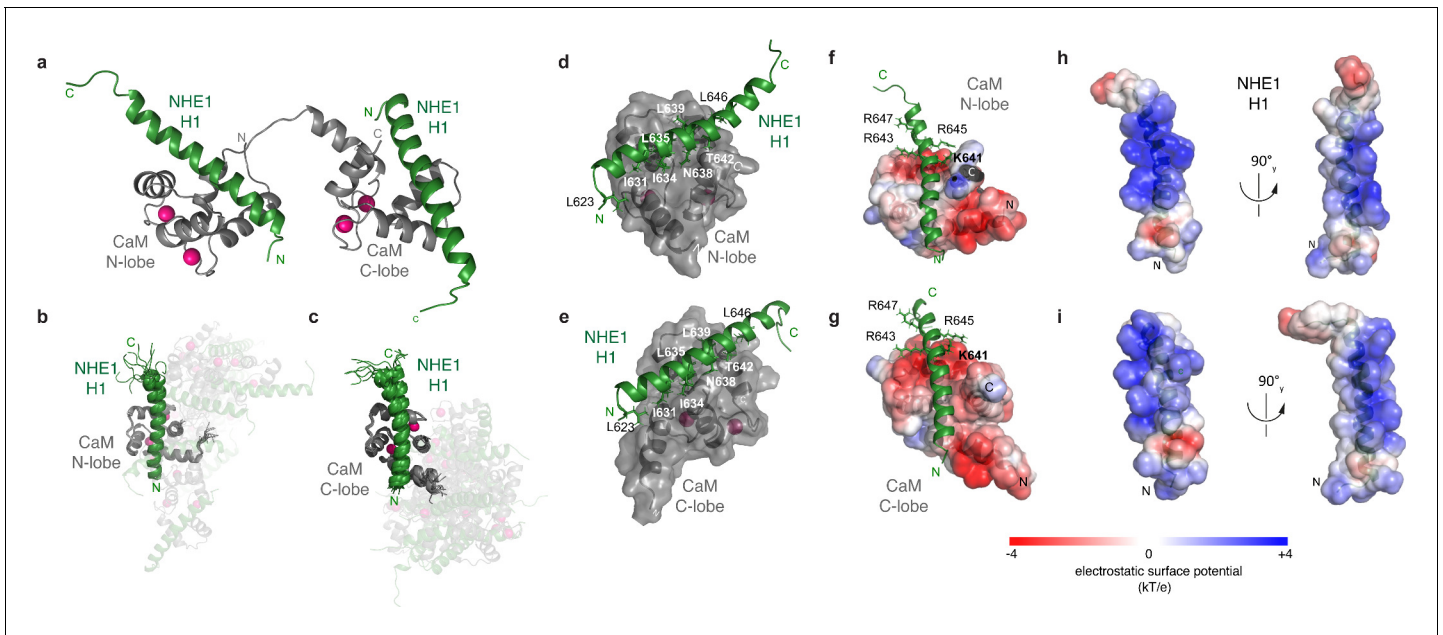 a
C
NHE1
H1
N
N
C
NHE1
H1
CaM
N-lobe
N
CaM
C-lobe
c
b
C
NHE1
H1
CaM
N-lobe
N
c
C
NHE1
H1
CaM
C-lobe
N
d
C
L646
L639
NHE1
H1
L635
T642
C
I631
I634
N638
L623
N
CaM
N-lobe
e
L646
L639
C
NHE1
H1
L635
T642
N638
N
I631
I634
L623
CaM
C-lobe
f
C
CaM
N-lobe
R647
R643
R645
K641
C
N
N
g
C
R647
R645
R643
K641
C
N
N
CaM
C-lobe
h
NHE1
H1
90°
y
N
N
i
90°
y
N
N
-4
0
+4
electrostatic surface potential
(kT/e)